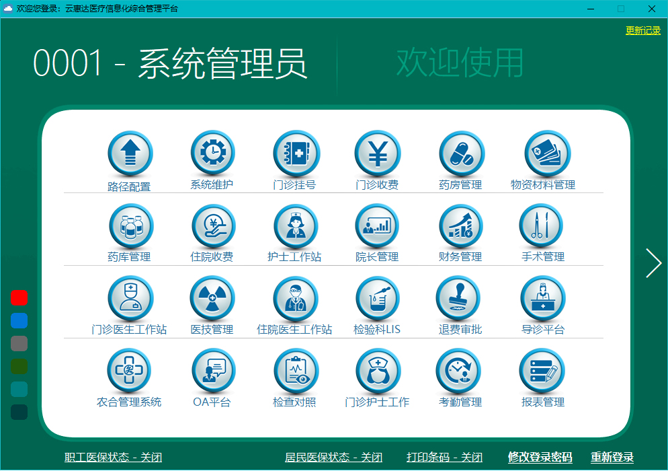 欢迎您登录：云惠达医疗信息化综合管理平台
更新记录
0001 - 系统管理员
欢迎使用
路径配置 系统维护 门诊挂号 门诊收费 药房管理 物资材料管理
药库管理 住院收费 护士工作站 院长管理 财务管理 手术管理
门诊医生工作站 医技管理 住院医生工作站 检验科LIS 退费审批 导诊平台
农合管理系统 OA平台 检查对照 门诊护士工作 考勤管理 报表管理
职工医保状态 - 关闭 居民医保状态 - 关闭 打印条码 - 关闭 修改登录密码 重新登录